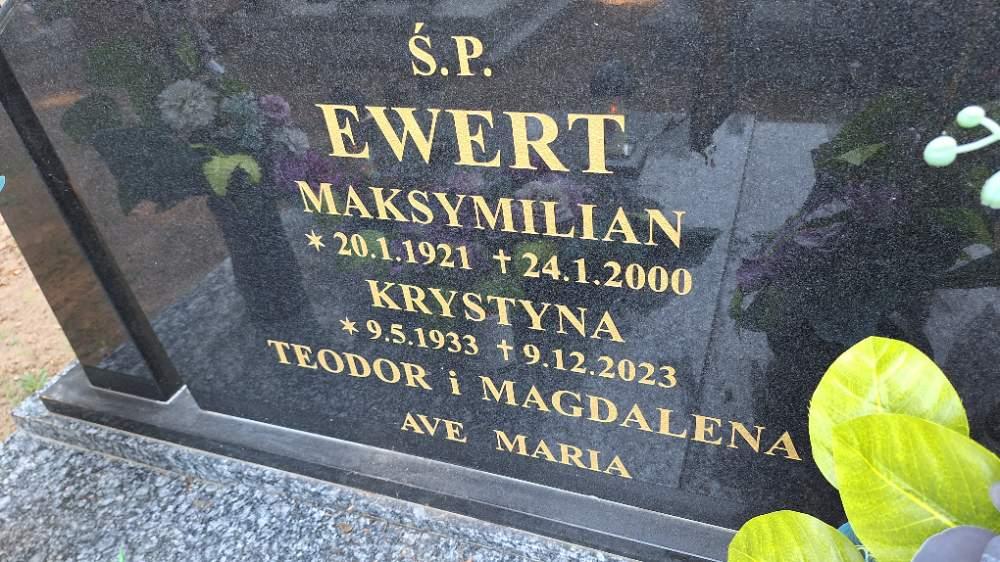 Ś.P.
EWERT
MAKSYMILIAN
✶ 20.1.1921 ✝ 24.1.2000
KRYSTYNA
✶ 9.5.1933 ✝ 9.12.2023
TEODOR i MAGDALENA
AVE MARIA